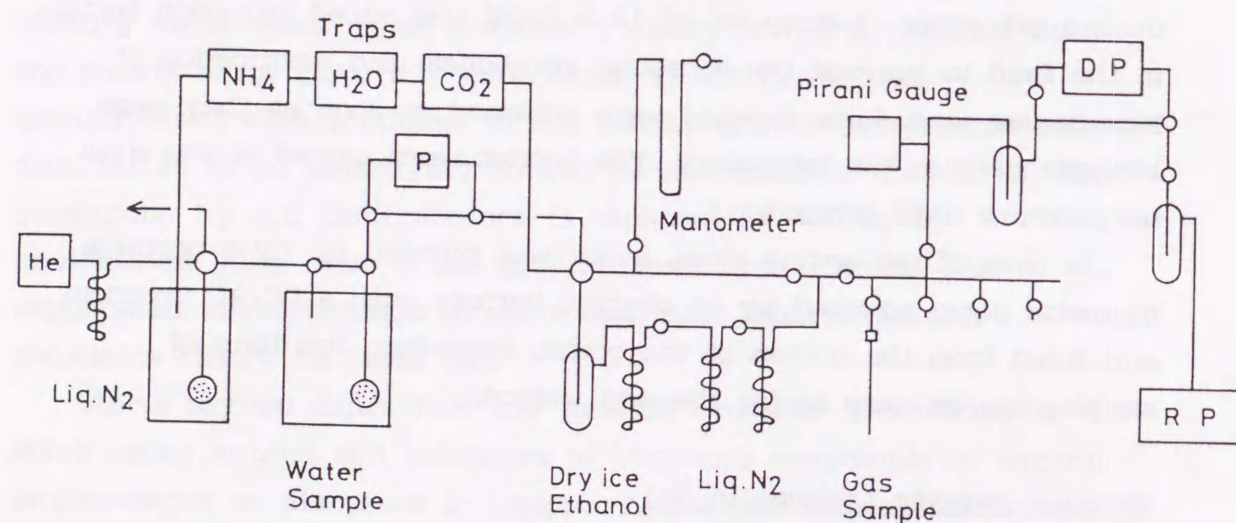 Traps
NH4
H2O
CO2
P
Pirani Gauge
DP
He
Manometer
Liq.N2
Water
Sample
Dry ice
Ethanol
Liq.N2
Gas
Sample
R P